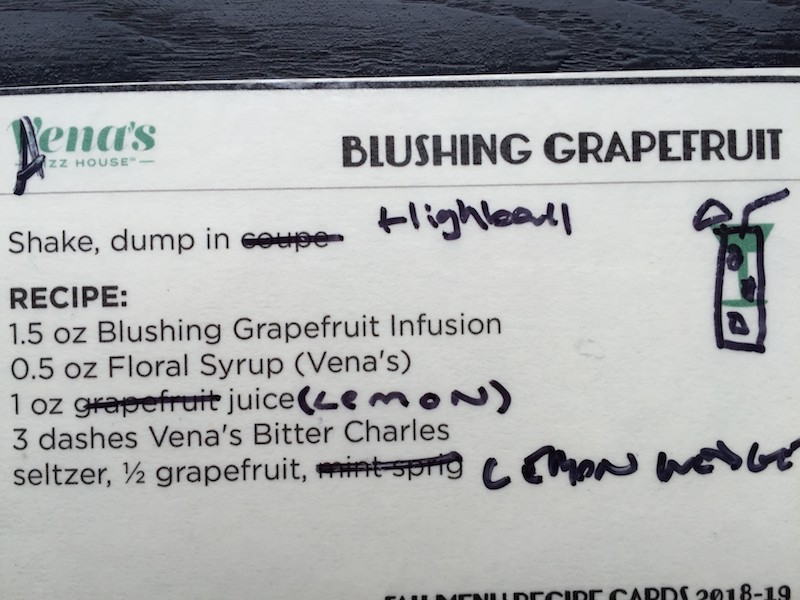 Vena's
FIZZ HOUSE
BLUSHING GRAPEFRUIT
Shake, dump in coupe Highball
RECIPE:
1.5 oz Blushing Grapefruit Infusion
0.5 oz Floral Syrup (Vena's)
1 oz grapefruit juice (LEMON)
3 dashes Vena's Bitter Charles
seltzer, ½ grapefruit, mint sprig LEMON WEDGE
FALL MENU RECIPE CARDS 2018-19